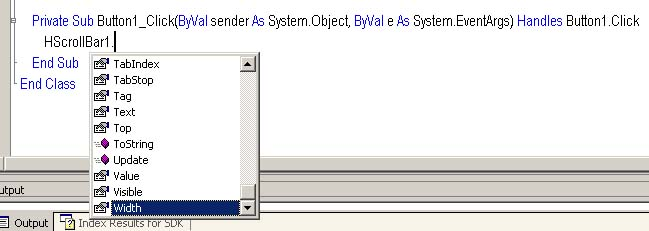 Private Sub Button1_Click(ByVal sender As System.Object, ByVal e As System.EventArgs) Handles Button1.Click
HScrollBar1.
End Sub
End Class
TabIndex
TabStop
Tag
Text
Top
ToString
Update
Value
Visible
Width
utput
Output
Index Results for SDK